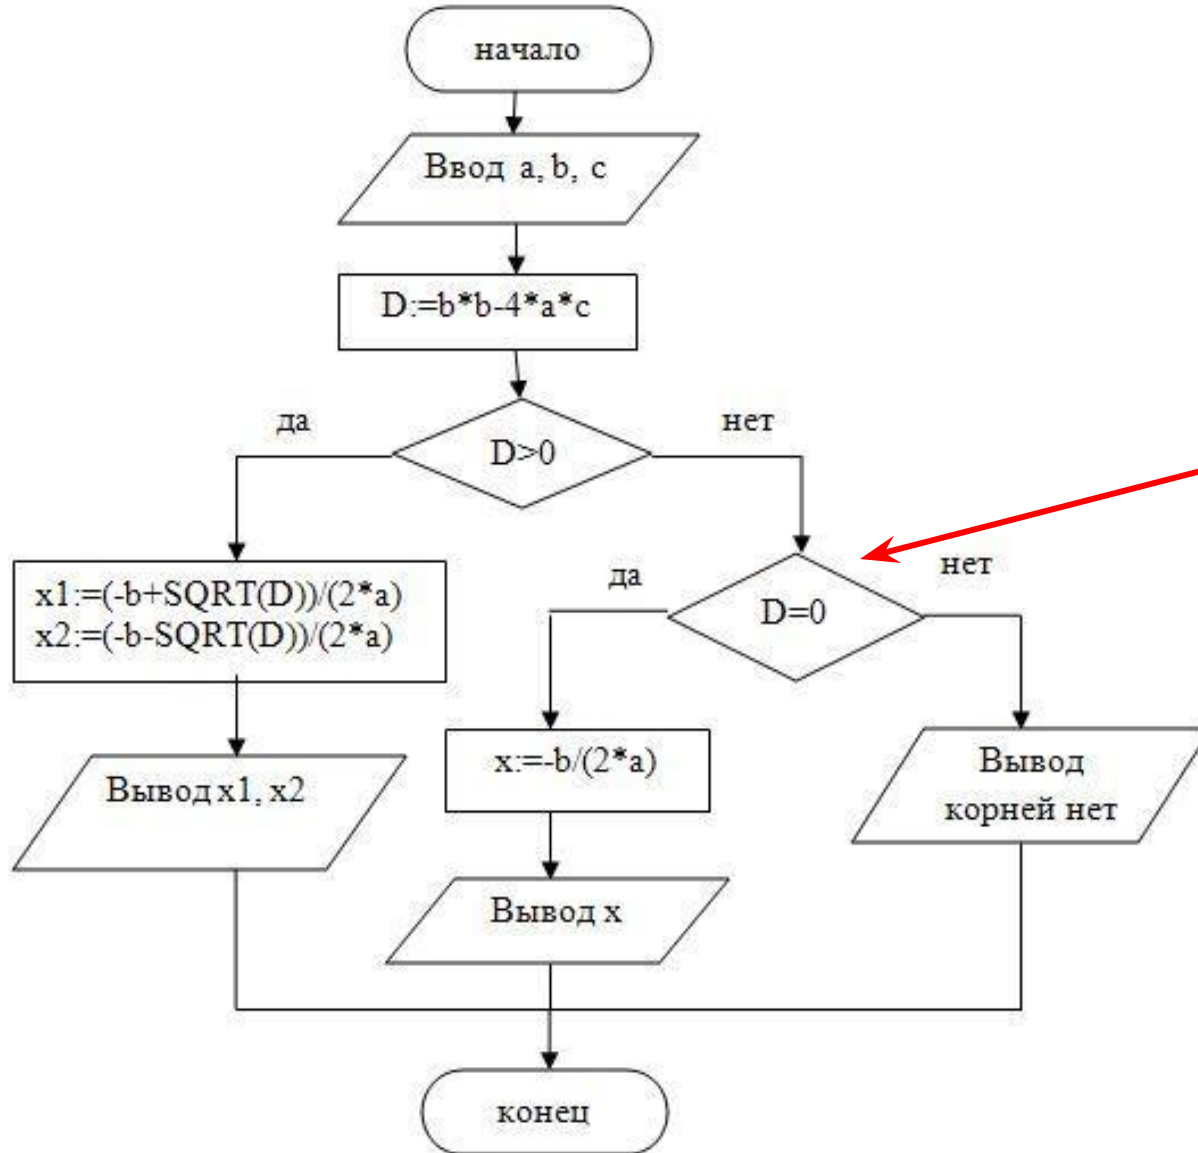 начало
Ввод a, b, c
D:=b*b-4*a*c
да
нет
D>0
x1:=(-b+SQRT(D))/(2*a)
x2:=(-b-SQRT(D))/(2*a)
да
нет
D=0
Вывод x1, x2
x:=-b/(2*a)
Вывод
корней нет
Вывод x
конец